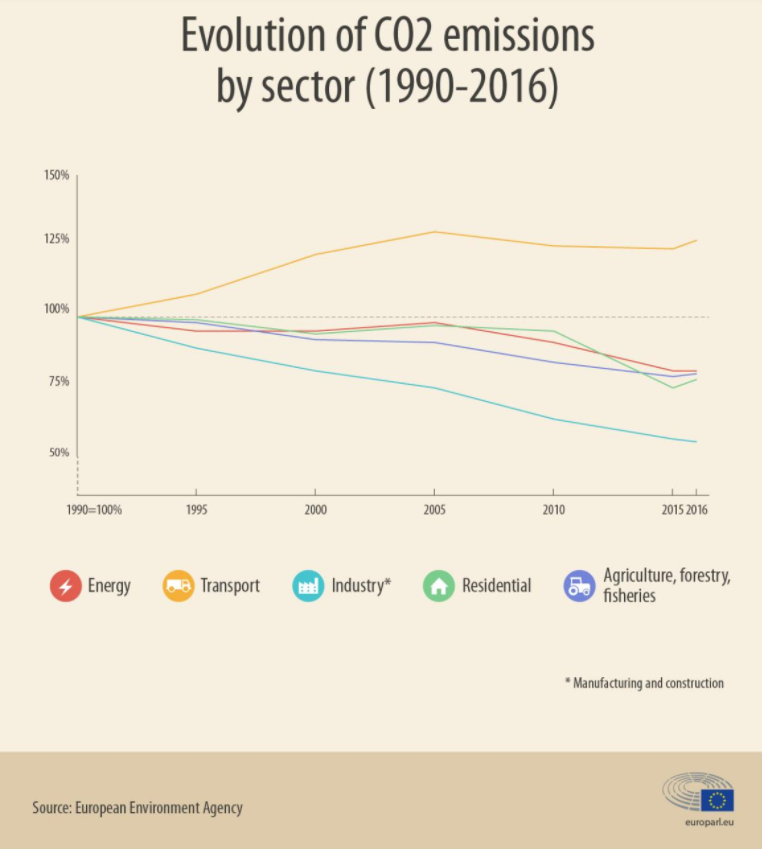 Evolution of CO2 emissions
by sector (1990-2016)
150%
125%
100%
75%
50%
1990=100% 1995 2000 2005 2010 2015 2016
Energy Transport Industry* Residential Agriculture, forestry,
fisheries
* Manufacturing and construction
Source: European Environment Agency
europarl.eu